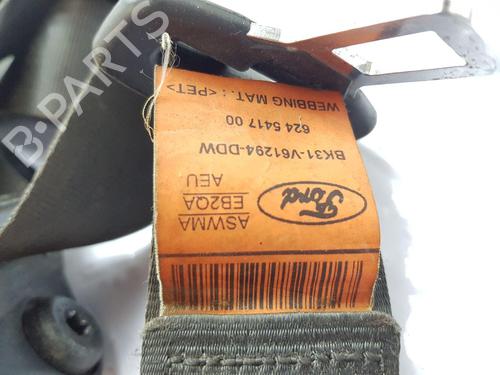 WEBBING MAT.: <PET>
624 5417 00
BK31-V61294-DDW
Ford
AEU
EB2QA
ASWMA
B-PARTS